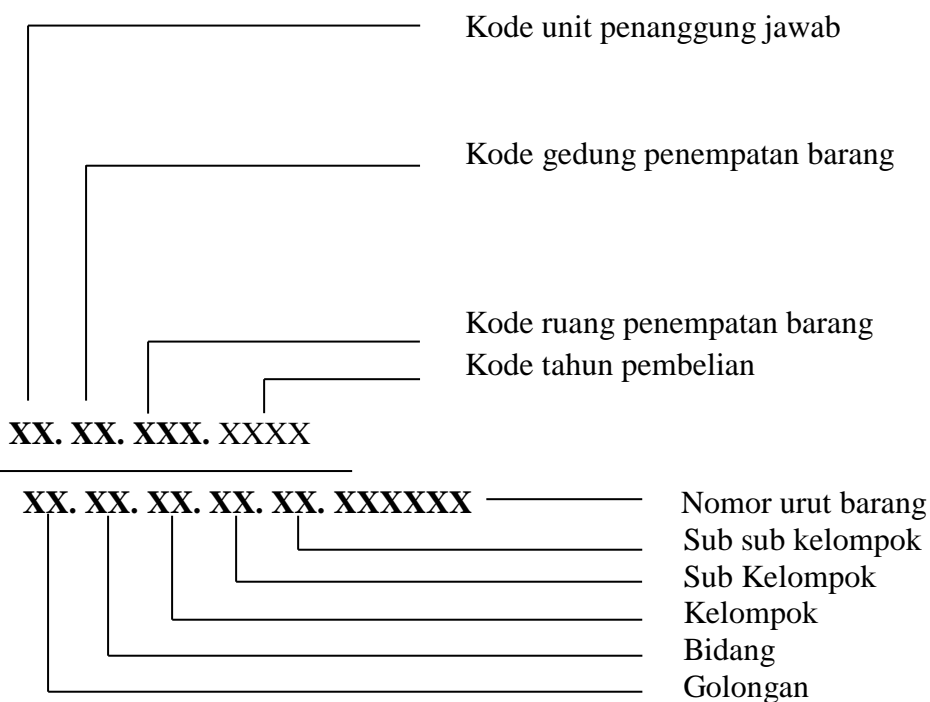 Kode unit penanggung jawab
Kode gedung penempatan barang
Kode ruang penempatan barang
Kode tahun pembelian
XX. XX. XXX. XXXX
XX. XX. XX. XX. XX. XXXXXX
Nomor urut barang
Sub sub kelompok
Sub Kelompok
Kelompok
Bidang
Golongan